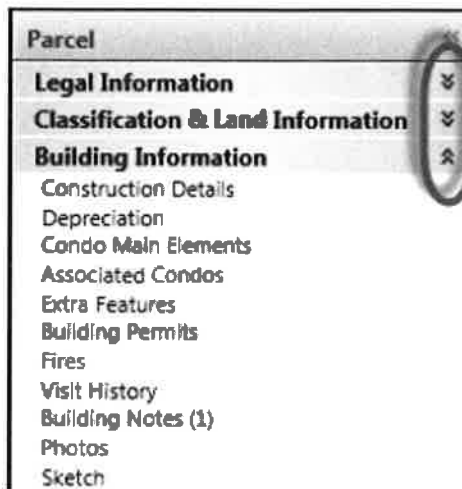 Parcel
Legal Information
Classification & Land Information
Building Information
Construction Details
Depreciation
Condo Main Elements
Associated Condos
Extra Features
Building Permits
Fires
Visit History
Building Notes (1)
Photos
Sketch